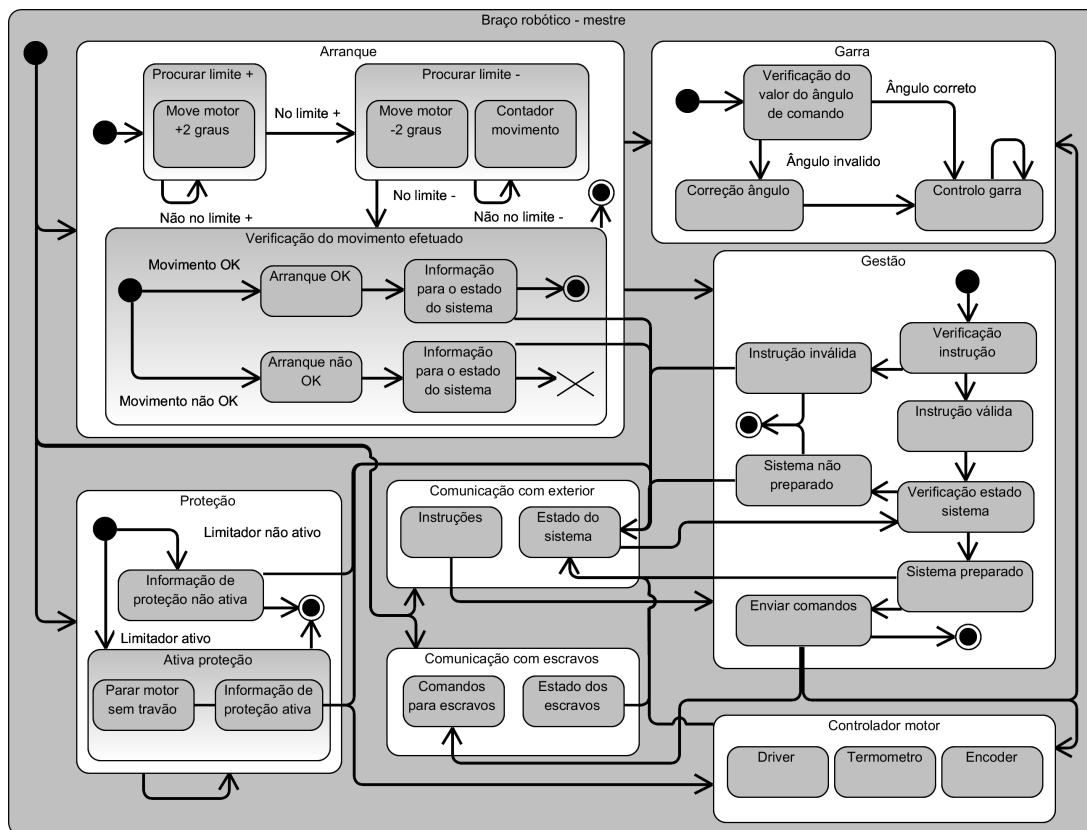 Braço robótico - mestre
Arranque
Procurar limite +
Move motor
+2 graus
No limite +
Procurar limite -
Move motor
-2 graus
Contador
movimento
Não no limite +
No limite -
Não no limite -
Verificação do movimento efetuado
Movimento OK
Arranque OK
Informação
para o estado
do sistema
Arranque não
OK
Informação
para o estado
do sistema
Movimento não OK
Garra
Verificação do
valor do ângulo
de comando
Ângulo correto
Ângulo invalido
Correção ângulo
Controlo garra
Gestão
Verificação
instrução
Instrução inválida
Instrução válida
Sistema não
preparado
Verificação estado
sistema
Sistema preparado
Enviar comandos
Proteção
Limitador não ativo
Informação de
proteção não ativa
Limitador ativo
Ativa proteção
Parar motor
sem travão
Informação de
proteção ativa
Comunicação com exterior
Instruções
Estado do
sistema
Comunicação com escravos
Comandos
para escravos
Estado dos
escravos
Controlador motor
Driver
Termometro
Encoder